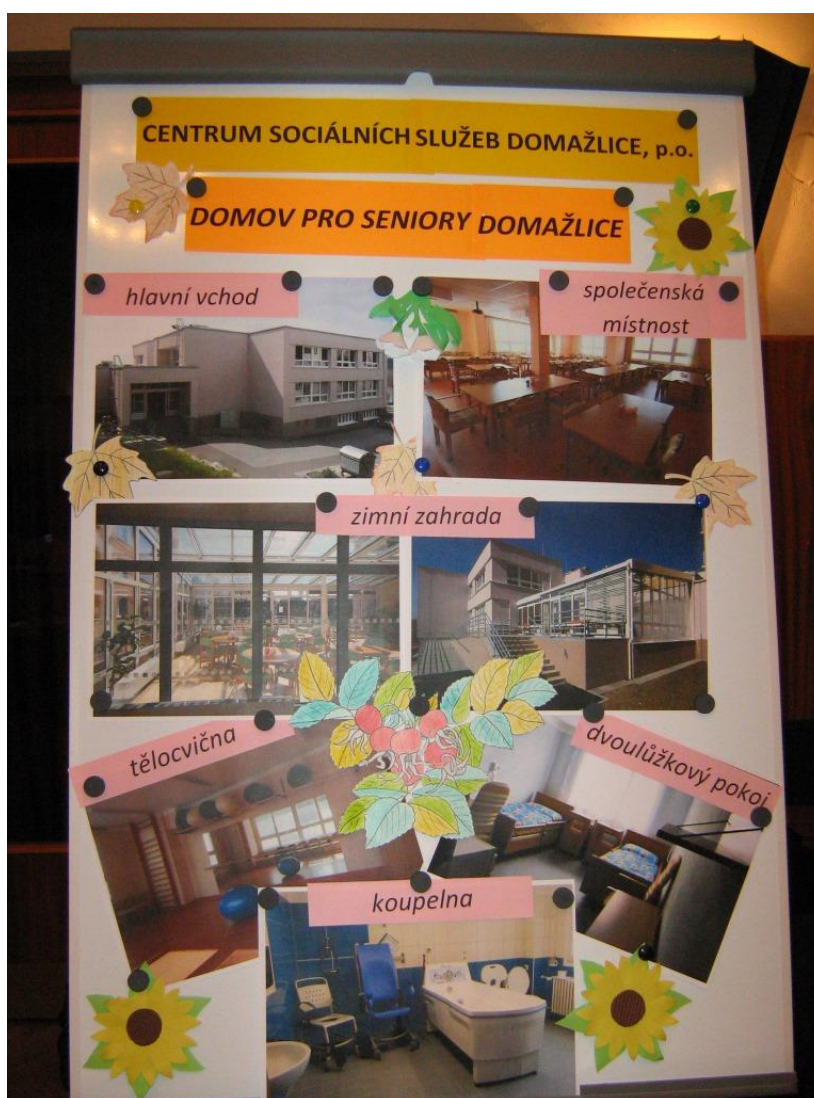 CENTRUM SOCIÁLNÍCH SLUŽEB DOMAŽLICE, p.o.
DOMOV PRO SENIORY DOMAŽLICE
hlavní vchod
společenská
místnost
zimní zahrada
tělocvična
dvoulůžkový pokoj
koupelna